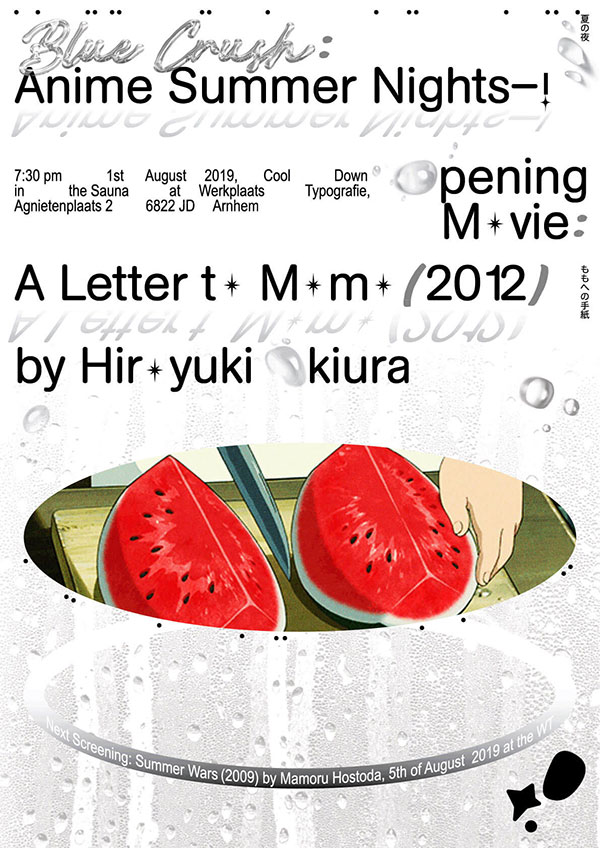 Blue Crush:
夏の夜
Anime Summer Nights—!
7:30 pm 1st August 2019, Cool Down
in the Sauna at Werkplaats Typografie,
Agnietenplaats 2 6822 JD Arnhem
Opening
M✶vie:
A Letter t✶ M✶m✶ (2012)
ももへの手紙
by Hir✶yuki Okiura
Next Screening: Summer Wars (2009) by Mamoru Hostoda, 5th of August 2019 at the WT